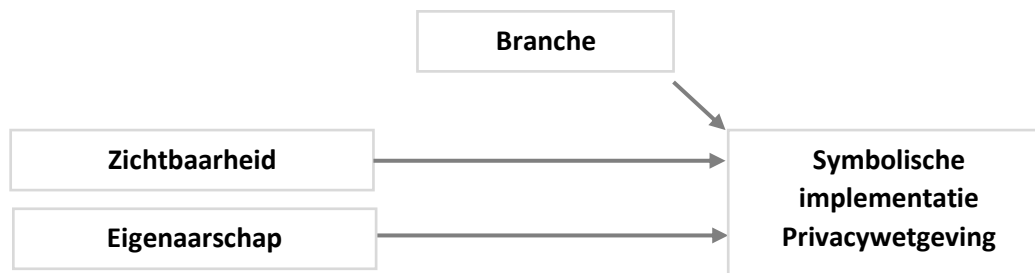 Branche
Zichtbaarheid
Eigenaarschap
Symbolische
implementatie
Privacywetgeving